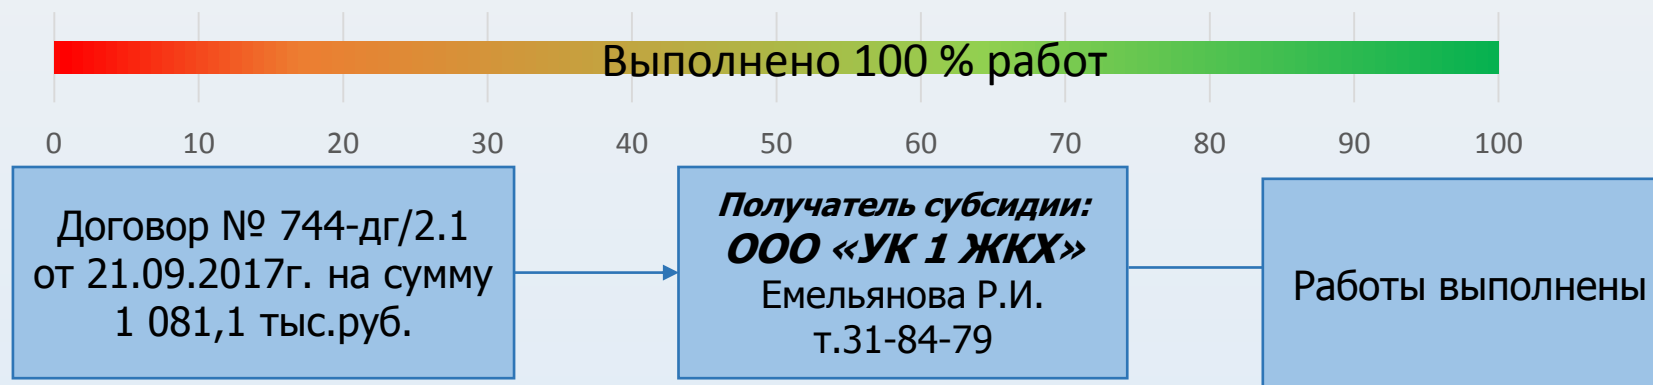 Выполнено 100 % работ
0 10 20 30 40 50 60 70 80 90 100
Договор № 744-дг/2.1
от 21.09.2017г. на сумму
1 081,1 тыс.руб.
Получатель субсидии:
ООО «УК 1 ЖКХ»
Емельянова Р.И.
т.31-84-79
Работы выполнены